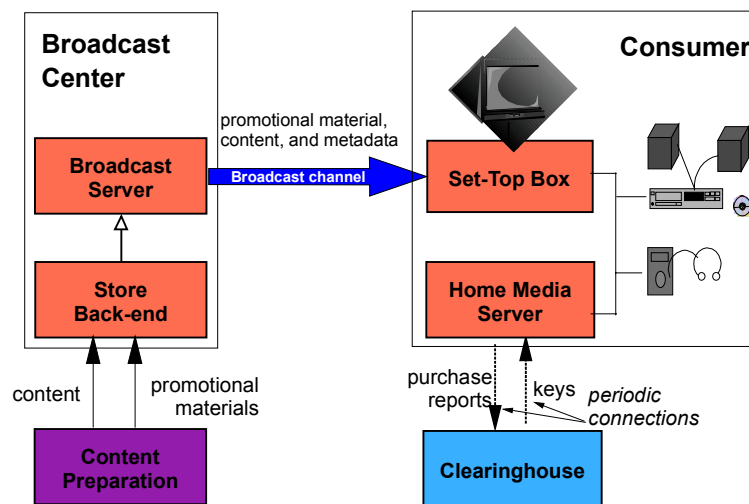 Broadcast
Center
Consumer
promotional material,
content, and metadata
Broadcast
Server
Broadcast channel
Set-Top Box
Store
Back-end
Home Media
Server
content
promotional
materials
purchase
reports
keys
periodic
connections
Content
Preparation
Clearinghouse